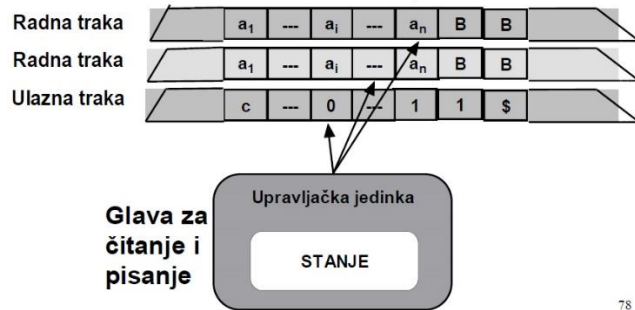 Radna traka a₁ --- aᵢ --- aₙ B B
Radna traka a₁ --- aᵢ --- aₙ B B
Ulazna traka c --- 0 --- 1 1 $
Upravljačka jedinka
Glava za
čitanje i
pisanje
STANJE
78